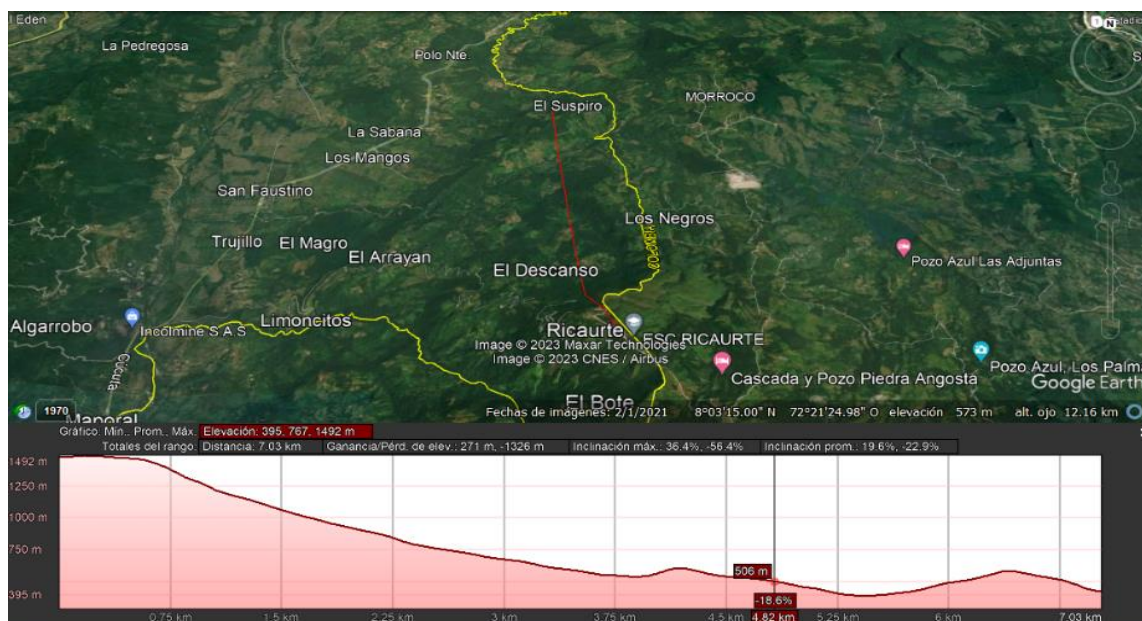 l Eden
La Pedregosa
Polo Nte.
1
N
Estadio
S
El Suspiro
MORROCO
La Sabana
Los Mangos
San Faustino
Los Negros
Trujillo
El Magro
El Arrayan
COLOMBIA
Pozo Azul Las Adjuntas
El Descanso
Algarrobo
Incolmine S.A.S
Limoncitos
Ricaurte
ESC RICAURTE
Image © 2023 Maxar Technologies
Image © 2023 CNES / Airbus
Cúcuta
Cascada y Pozo Piedra Angosta
Pozo Azul, Los Palma
Google Earth
El Bote
1970
Maporal
Fechas de imágenes: 2/1/2021 8°03'15.00" N 72°21'24.98" O elevación 573 m alt. ojo 12.16 km
Gráfico: Mín., Prom., Máx. Elevación: 395, 767, 1492 m
Totales del rango: Distancia: 7.03 km Ganancia/Pérd. de elev.: 271 m, -1326 m Inclinación máx.: 36.4%, -56.4% Inclinación prom.: 19.6%, -22.9%
1492 m
1250 m
1000 m
750 m
506 m
395 m
-18.6%
0.75 km 1.5 km 2.25 km 3 km 3.75 km 4.5 km 4.82 km 5.25 km 6 km 7.03 km